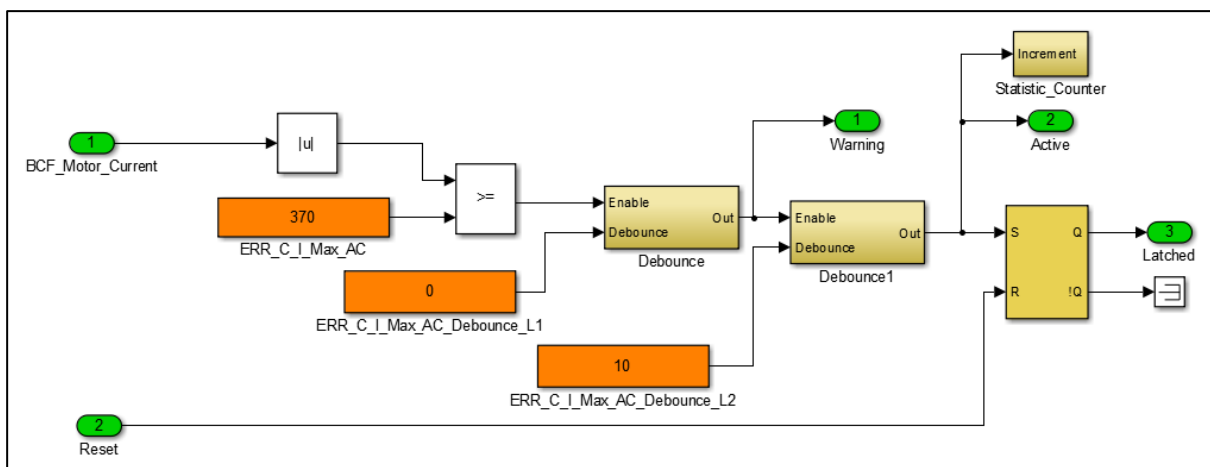 Increment
Statistic_Counter
1
BCF_Motor_Current
|u|
1
Warning
2
Active
370
ERR_C_I_Max_AC
>=
Enable
Debounce
Out
Debounce
Enable
Debounce
Out
Debounce1
S
R
Q
!Q
3
Latched
0
ERR_C_I_Max_AC_Debounce_L1
10
ERR_C_I_Max_AC_Debounce_L2
2
Reset